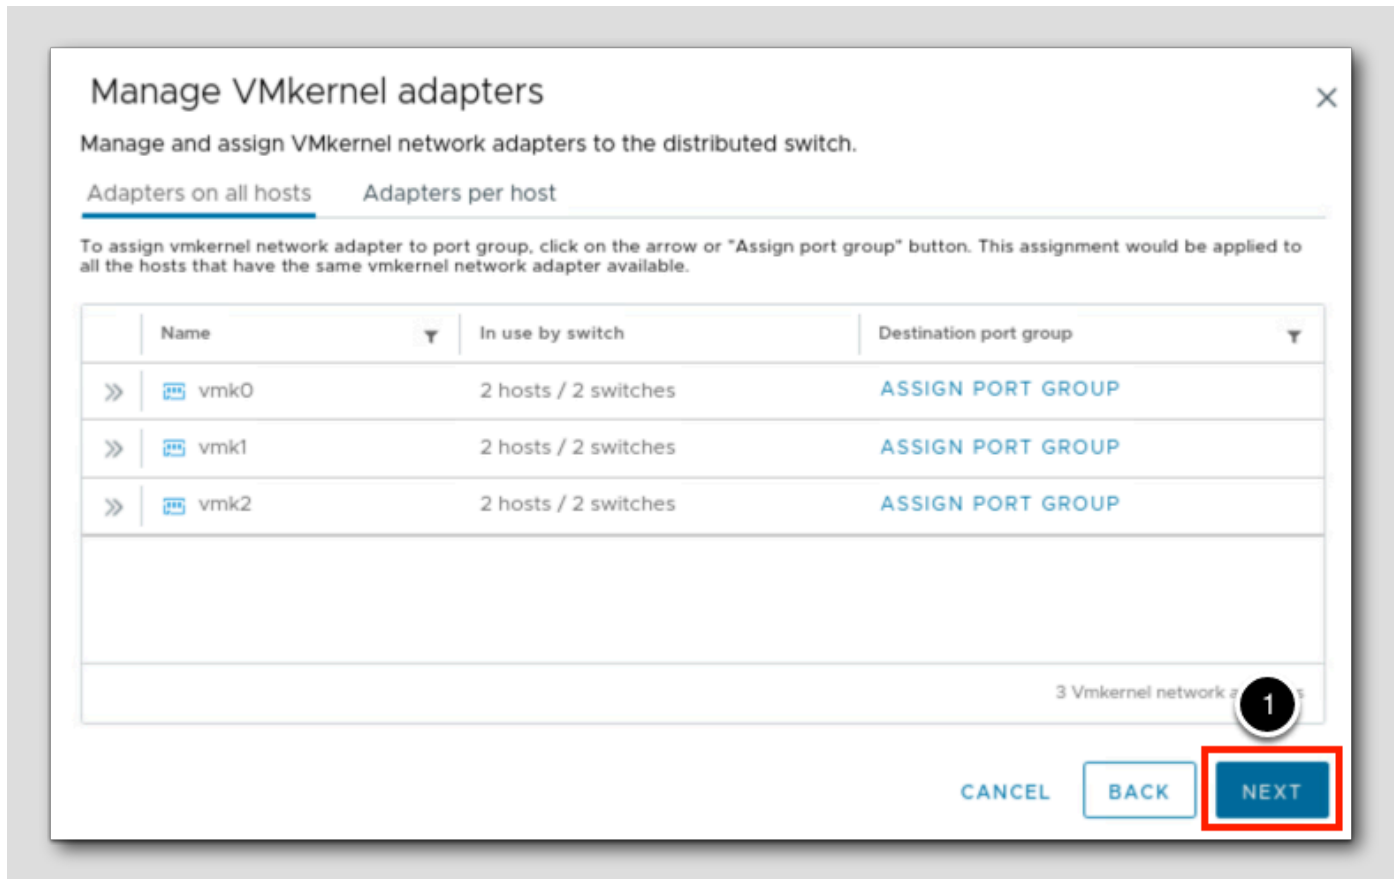 Manage VMkernel adapters
Manage and assign VMkernel network adapters to the distributed switch.
Adapters on all hosts Adapters per host
To assign vmkernel network adapter to port group, click on the arrow or "Assign port group" button. This assignment would be applied to
all the hosts that have the same vmkernel network adapter available.
Name In use by switch Destination port group
vmk0 2 hosts / 2 switches ASSIGN PORT GROUP
vmk1 2 hosts / 2 switches ASSIGN PORT GROUP
vmk2 2 hosts / 2 switches ASSIGN PORT GROUP
3 Vmkernel network
1
CANCEL BACK NEXT